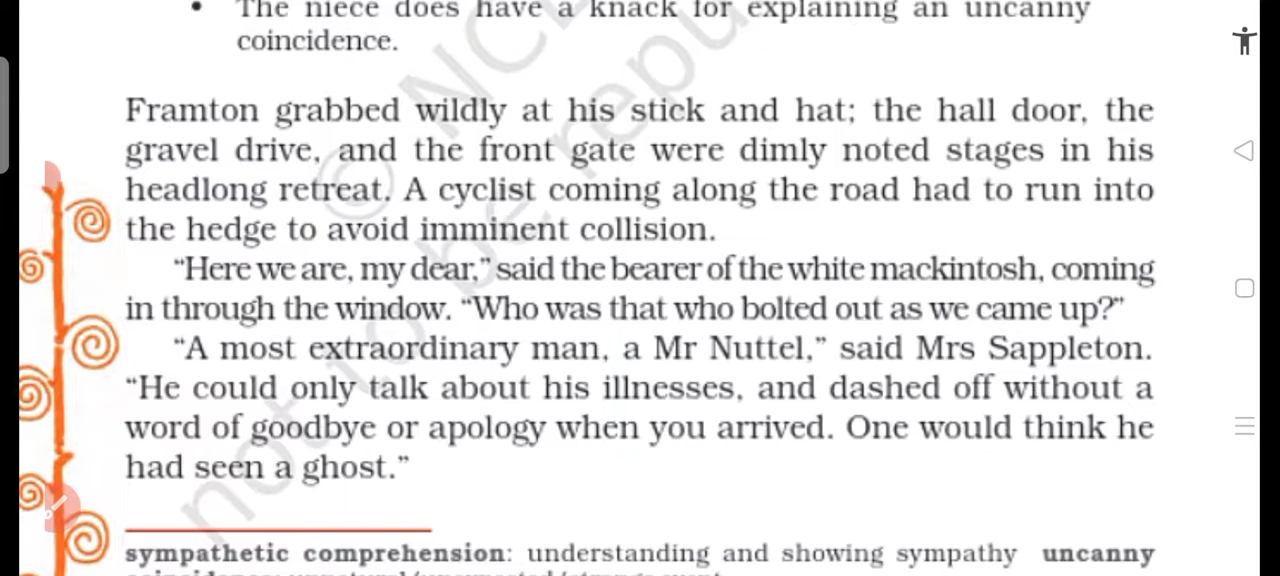 • The niece does have a knack for explaining an uncanny
coincidence.
Framton grabbed wildly at his stick and hat; the hall door, the
gravel drive, and the front gate were dimly noted stages in his
headlong retreat. A cyclist coming along the road had to run into
the hedge to avoid imminent collision.
“Here we are, my dear,” said the bearer of the white mackintosh, coming
in through the window. “Who was that who bolted out as we came up?”
“A most extraordinary man, a Mr Nuttel,” said Mrs Sappleton.
“He could only talk about his illnesses, and dashed off without a
word of goodbye or apology when you arrived. One would think he
had seen a ghost.”
sympathetic comprehension: understanding and showing sympathy uncanny
© NCE
not to be repu